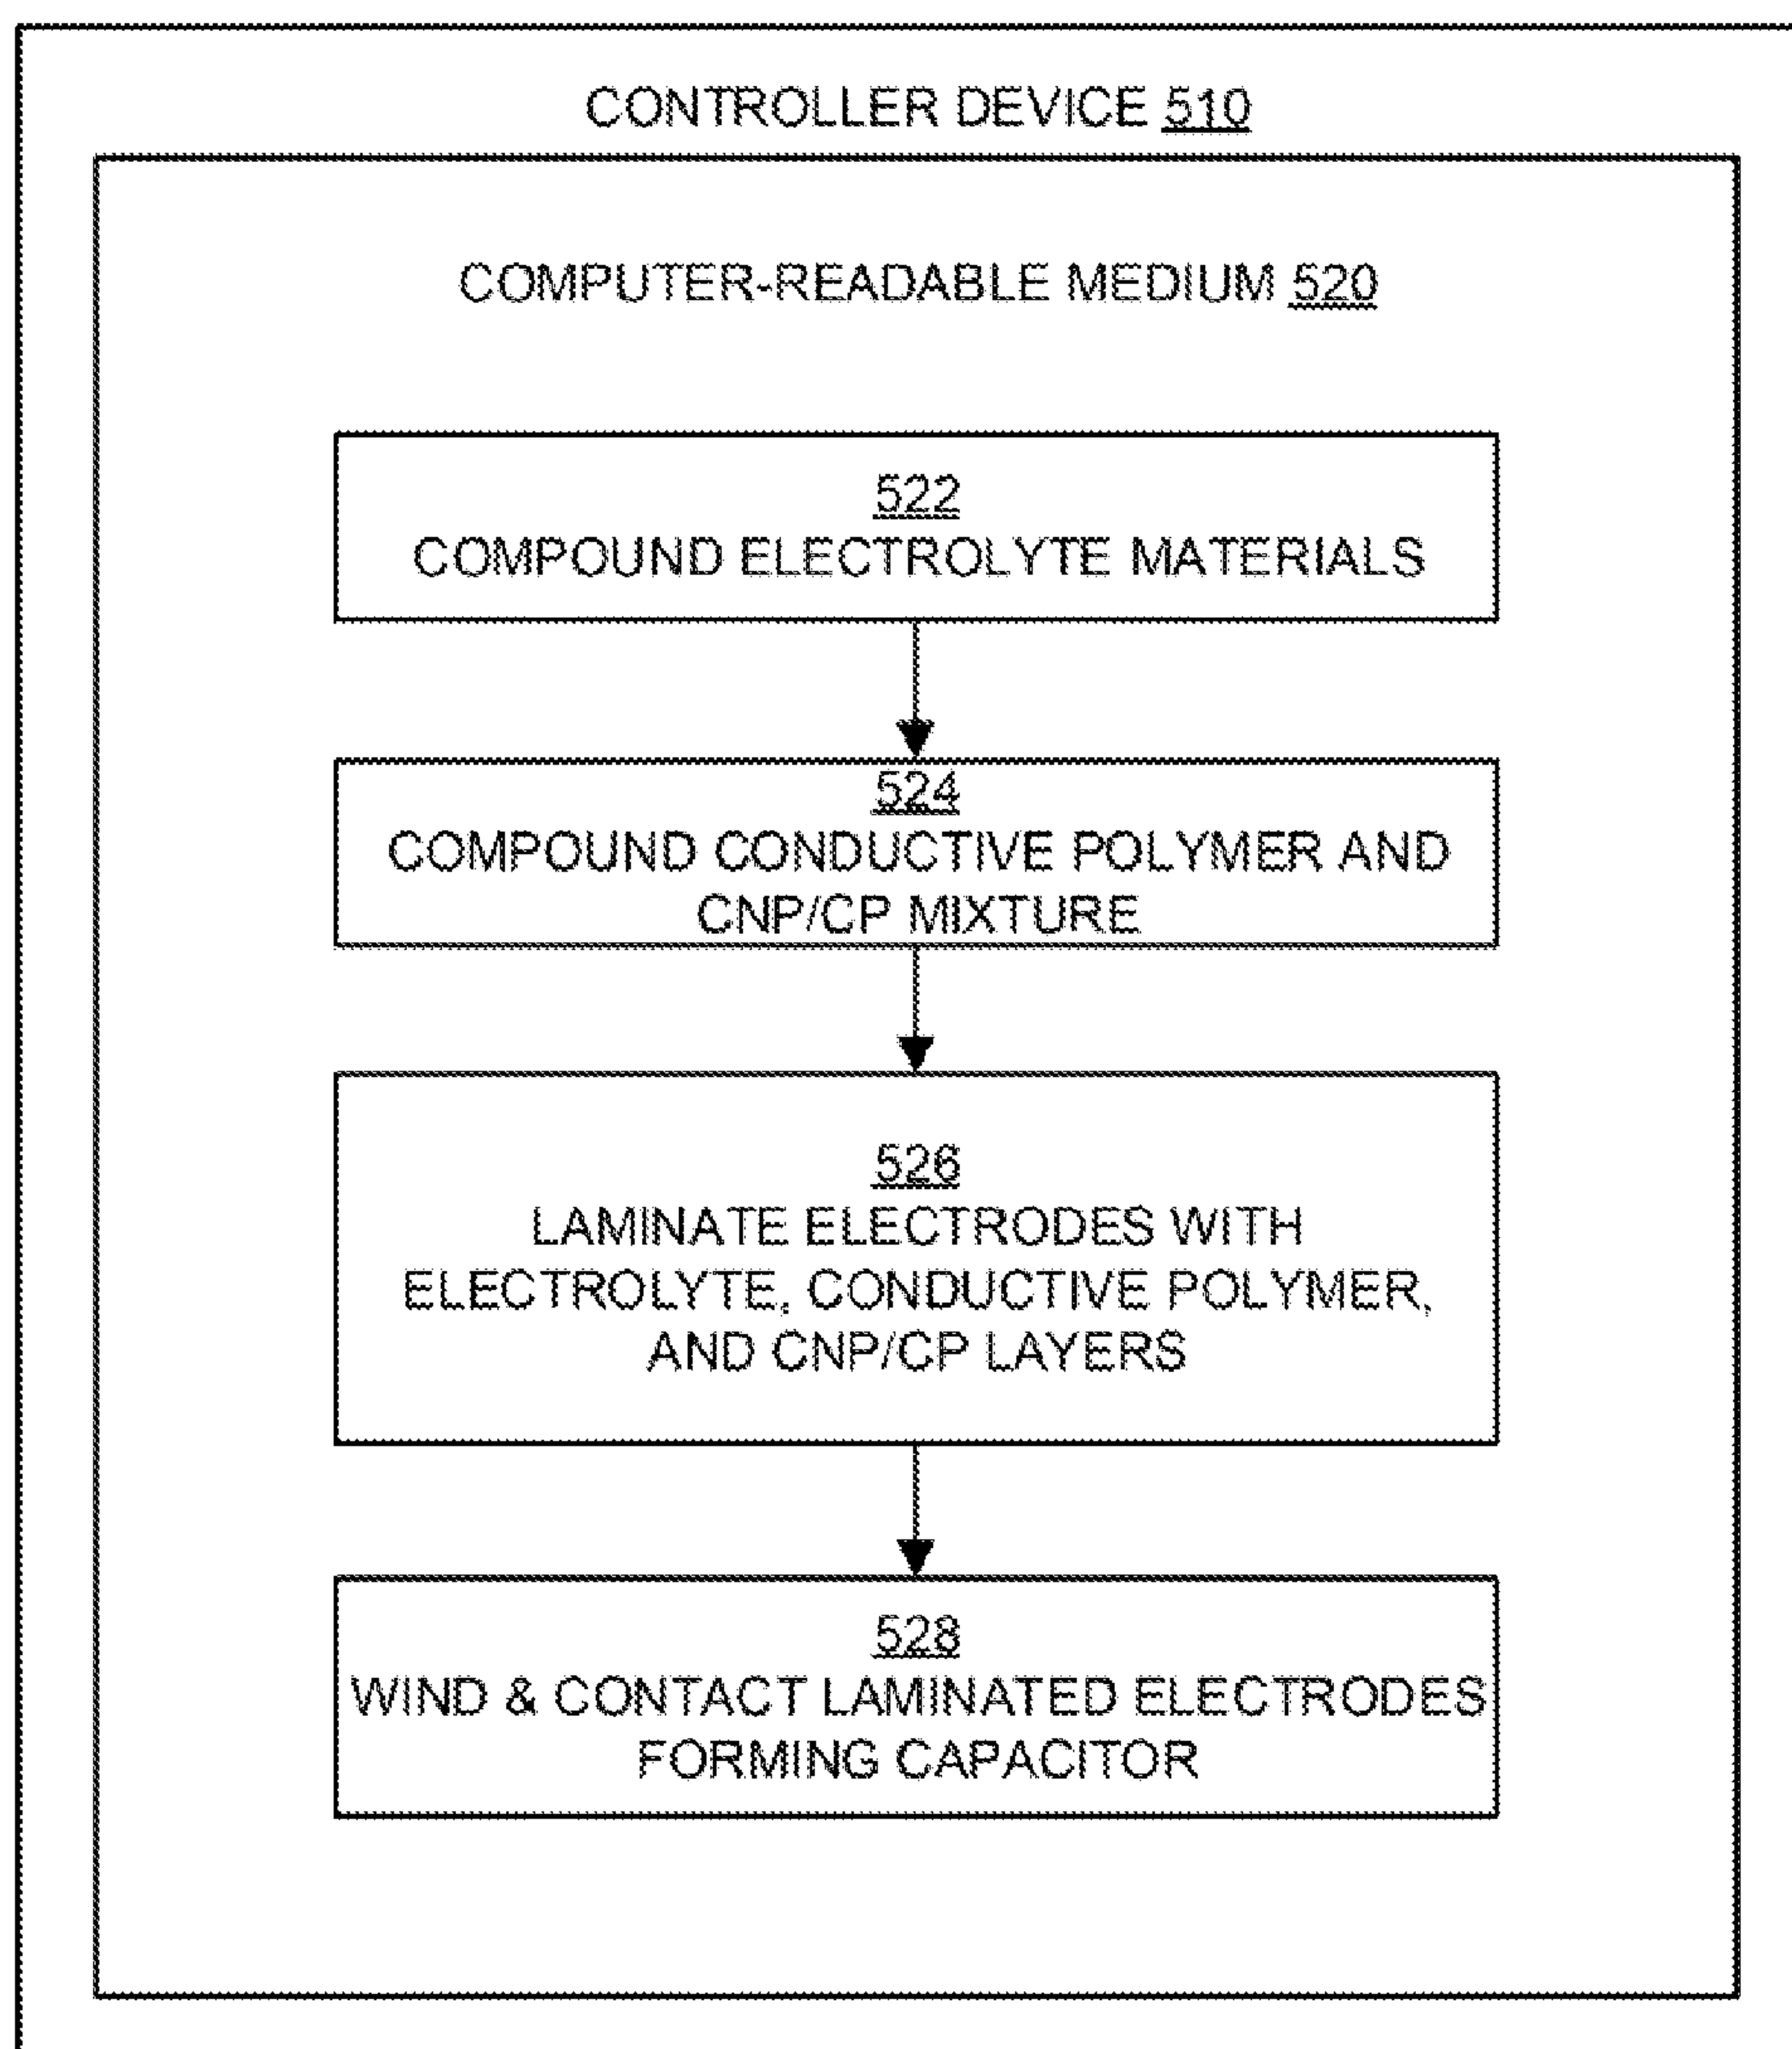 CONTROLLER DEVICE 510
COMPUTER-READABLE MEDIUM 520
522
COMPOUND ELECTROLYTE MATERIALS
524
COMPOUND CONDUCTIVE POLYMER AND
CNP/CP MIXTURE
526
LAMINATE ELECTRODES WITH
ELECTROLYTE, CONDUCTIVE POLYMER,
AND CNP/CP LAYERS
528
WIND & CONTACT LAMINATED ELECTRODES
FORMING CAPACITOR